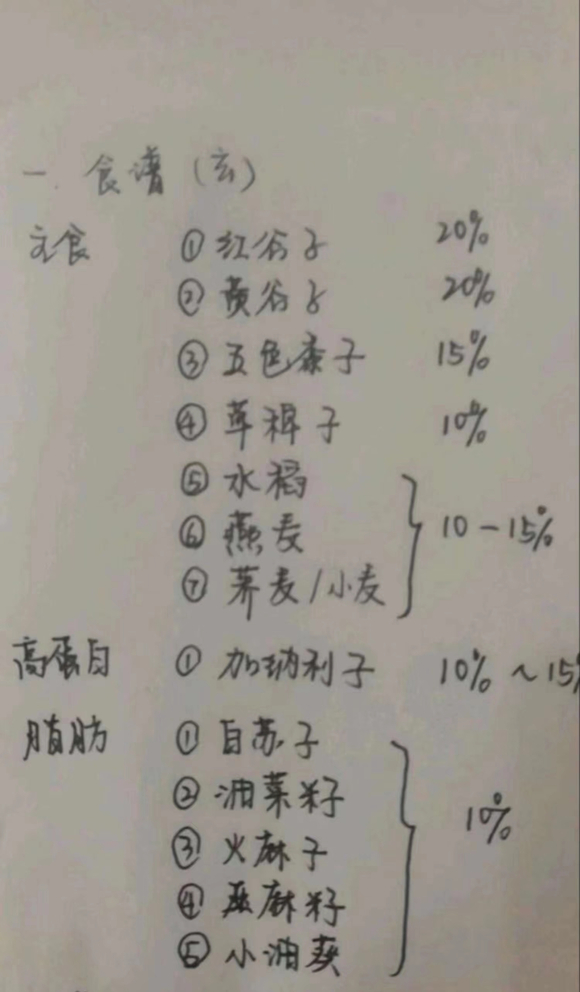 一. 食谱（玄）
主食 ① 红谷子 20%
② 黄谷子 20%
③ 五色黍子 15%
④ 草稗子 10%
⑤ 水稻
⑥ 燕麦 10-15%
⑦ 荞麦/小麦
高蛋白 ① 加纳利子 10%~15%
脂肪 ① 白苏子
② 油菜籽
③ 火麻子 10%
④ 亚麻籽
⑤ 小油葵